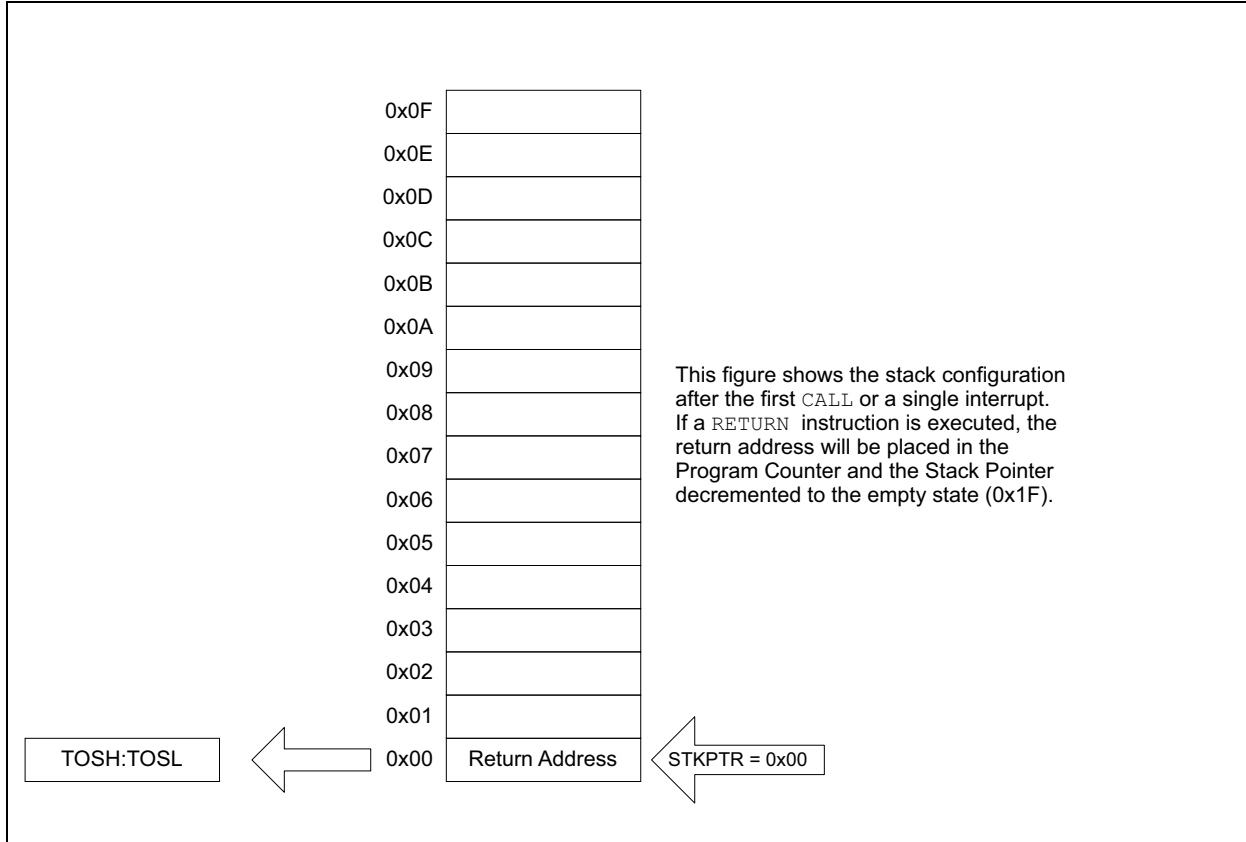 0x0F
0x0E
0x0D
0x0C
0x0B
0x0A
0x09
0x08
0x07
0x06
0x05
0x04
0x03
0x02
0x01
This figure shows the stack configuration
after the first CALL or a single interrupt.
If a RETURN instruction is executed, the
return address will be placed in the
Program Counter and the Stack Pointer
decremented to the empty state (0x1F).
TOSH:TOSL
0x00
Return Address
STKPTR = 0x00